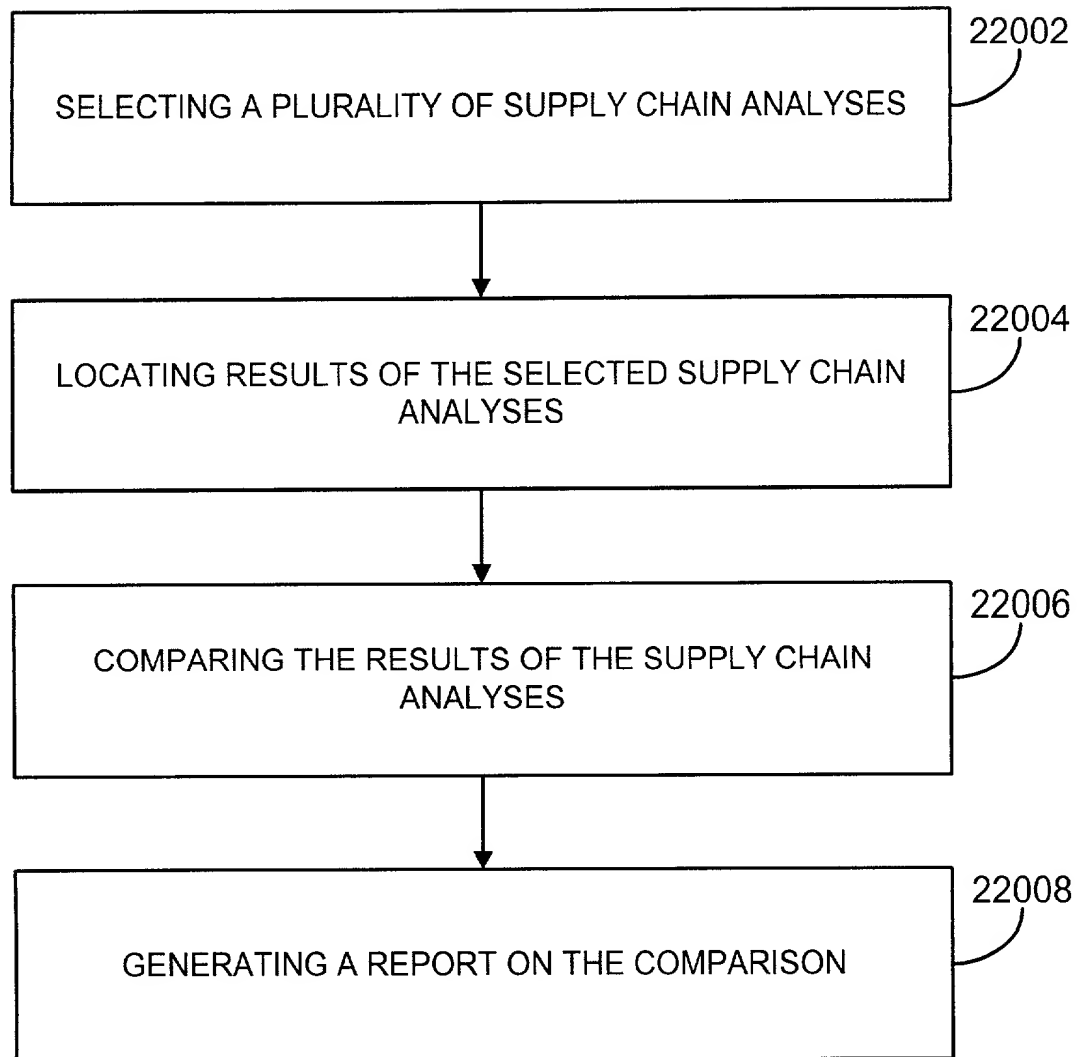 22002
SELECTING A PLURALITY OF SUPPLY CHAIN ANALYSES
22004
LOCATING RESULTS OF THE SELECTED SUPPLY CHAIN
ANALYSES
22006
COMPARING THE RESULTS OF THE SUPPLY CHAIN
ANALYSES
22008
GENERATING A REPORT ON THE COMPARISON